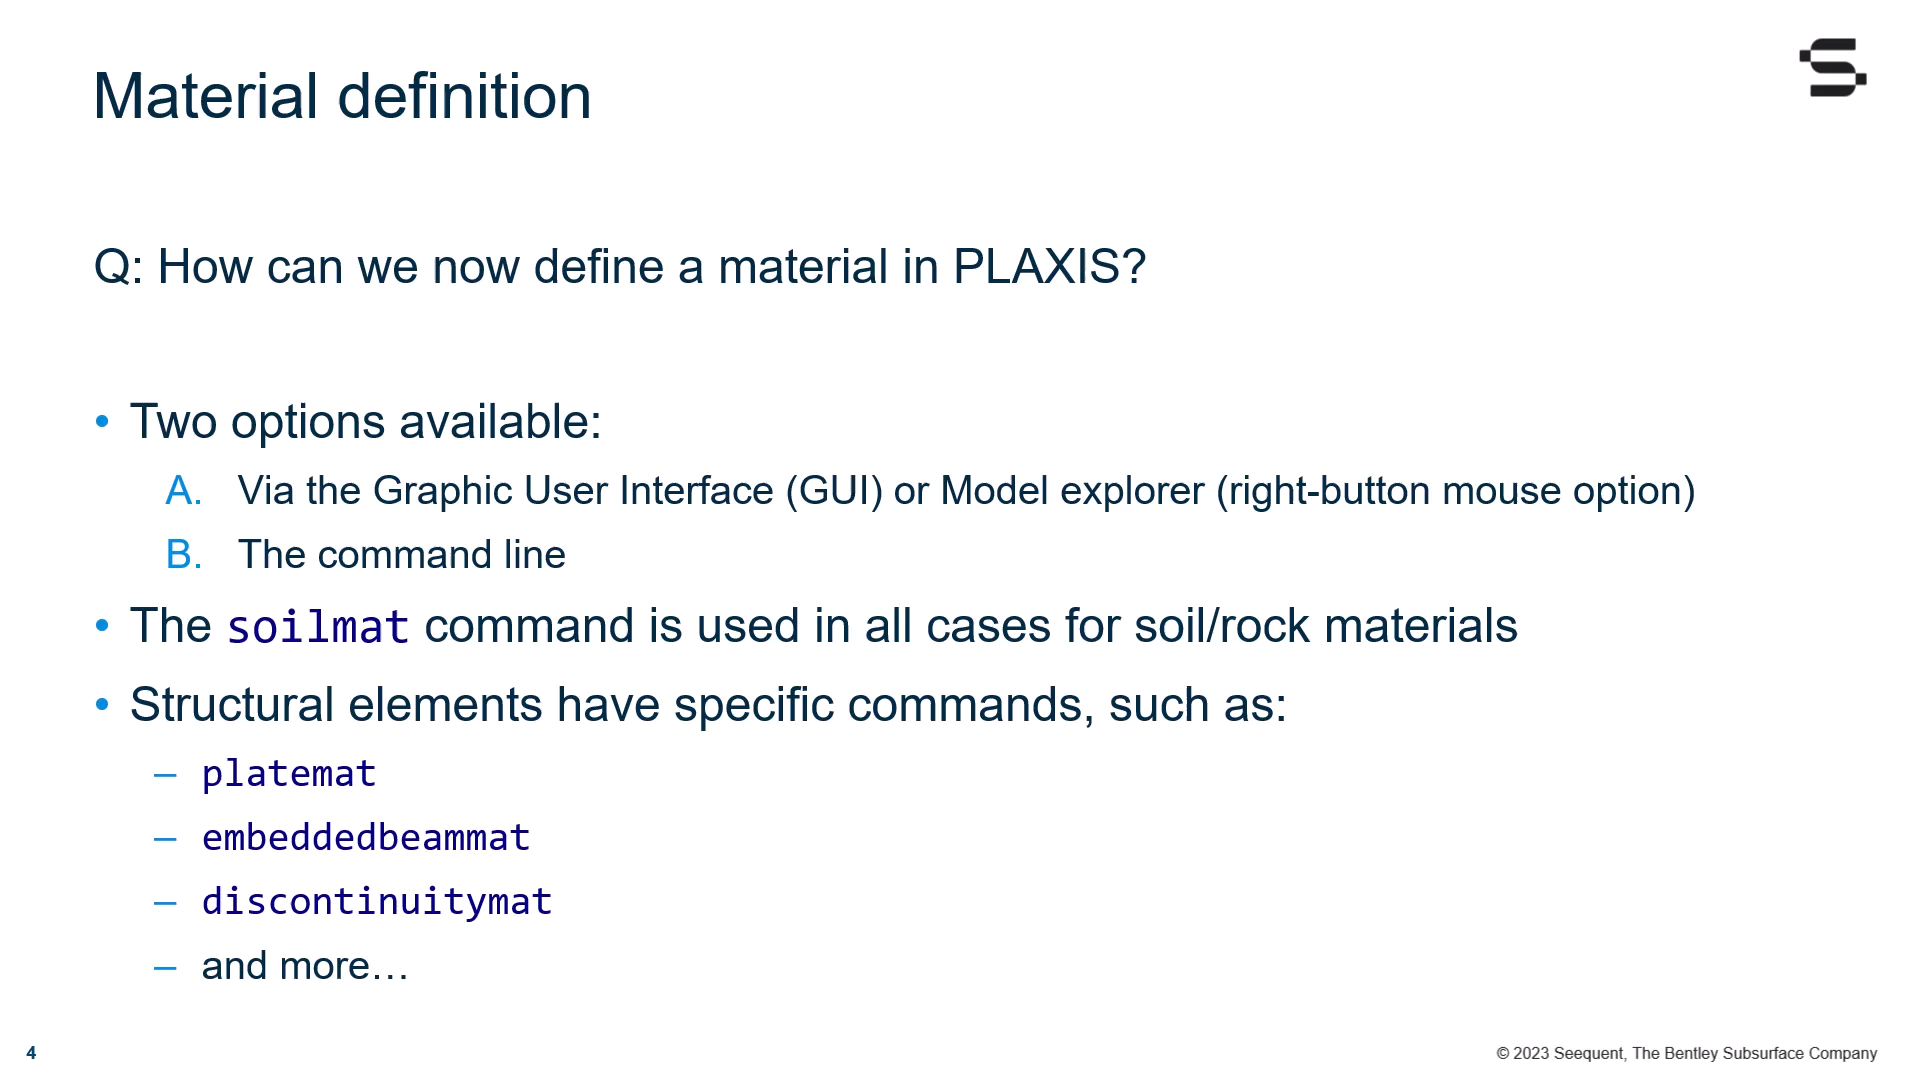 Material definition
Q: How can we now define a material in PLAXIS?
• Two options available:
A. Via the Graphic User Interface (GUI) or Model explorer (right-button mouse option)
B. The command line
• The soilmat command is used in all cases for soil/rock materials
• Structural elements have specific commands, such as:
– platemat
– embeddedbeammat
– discontinuitymat
– and more…
4
© 2023 Seequent, The Bentley Subsurface Company